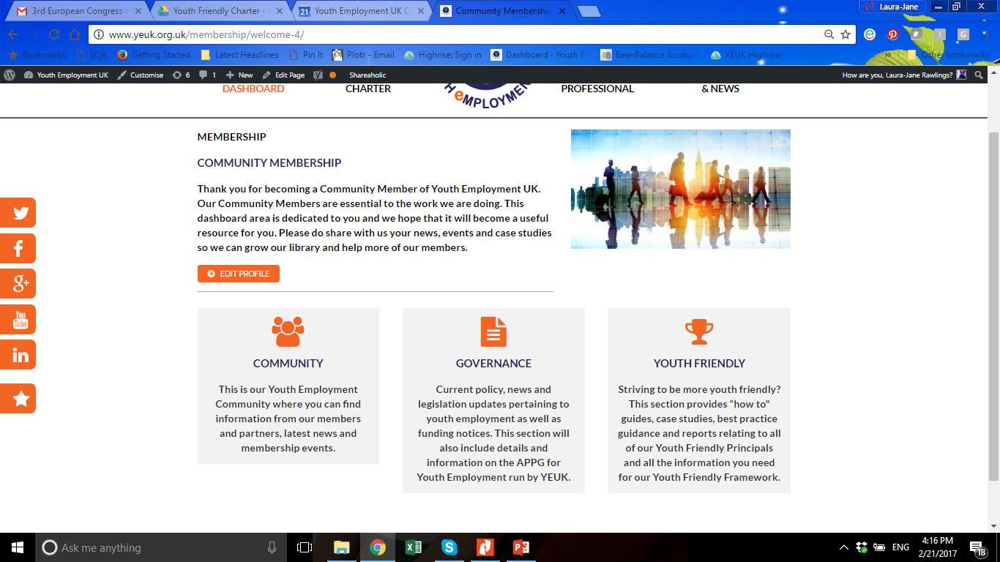 3rd European Congress
Youth Friendly Charter -
21 Youth Employment UK C
Community Membership
Laura-Jane
www.yeuk.org.uk/membership/welcome-4/
Bookmarks
Getting Started
Latest Headlines
Pin It
Plotr - Email
Highrise: Sign in
Dashboard ‹ Youth Em
BB BeanBalance Account
YEUK Highrise
» Other bookmarks
Youth Employment UK
Customise
6
1
+ New
Edit Page
Shareaholic
How are you, Laura-Jane Rawlings?
DASHBOARD
CHARTER
H eMPLOYMEN
PROFESSIONAL
& NEWS
MEMBERSHIP
COMMUNITY MEMBERSHIP
Thank you for becoming a Community Member of Youth Employment UK.
Our Community Members are essential to the work we are doing. This
dashboard area is dedicated to you and we hope that it will become a useful
resource for you. Please do share with us your news, events and case studies
so we can grow our library and help more of our members.
EDIT PROFILE
You
Tube
in
COMMUNITY
This is our Youth Employment
Community where you can find
information from our members
and partners, latest news and
membership events.
GOVERNANCE
Current policy, news and
legislation updates pertaining to
youth employment as well as
funding notices. This section will
also include details and
information on the APPG for
Youth Employment run by YEUK.
YOUTH FRIENDLY
Striving to be more youth friendly?
This section provides “how to"
guides, case studies, best practice
guidance and reports relating to all
of our Youth Friendly Principals
and all the information you need
for our Youth Friendly Framework.
Ask me anything
ENG
4:16 PM
2/21/2017
18